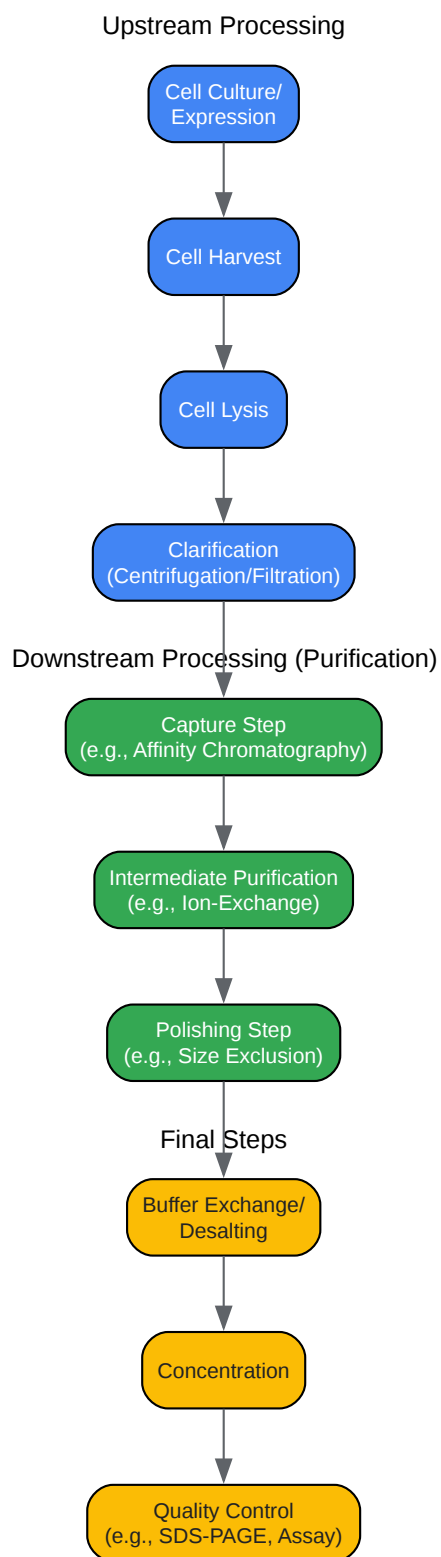 Upstream Processing
Cell Culture/
Expression
Cell Harvest
Cell Lysis
Clarification
(Centrifugation/Filtration)
Downstream Processing (Purification)
Capture Step
(e.g., Affinity Chromatography)
Intermediate Purification
(e.g., Ion-Exchange)
Polishing Step
(e.g., Size Exclusion)
Final Steps
Buffer Exchange/
Desalting
Concentration
Quality Control
(e.g., SDS-PAGE, Assay)